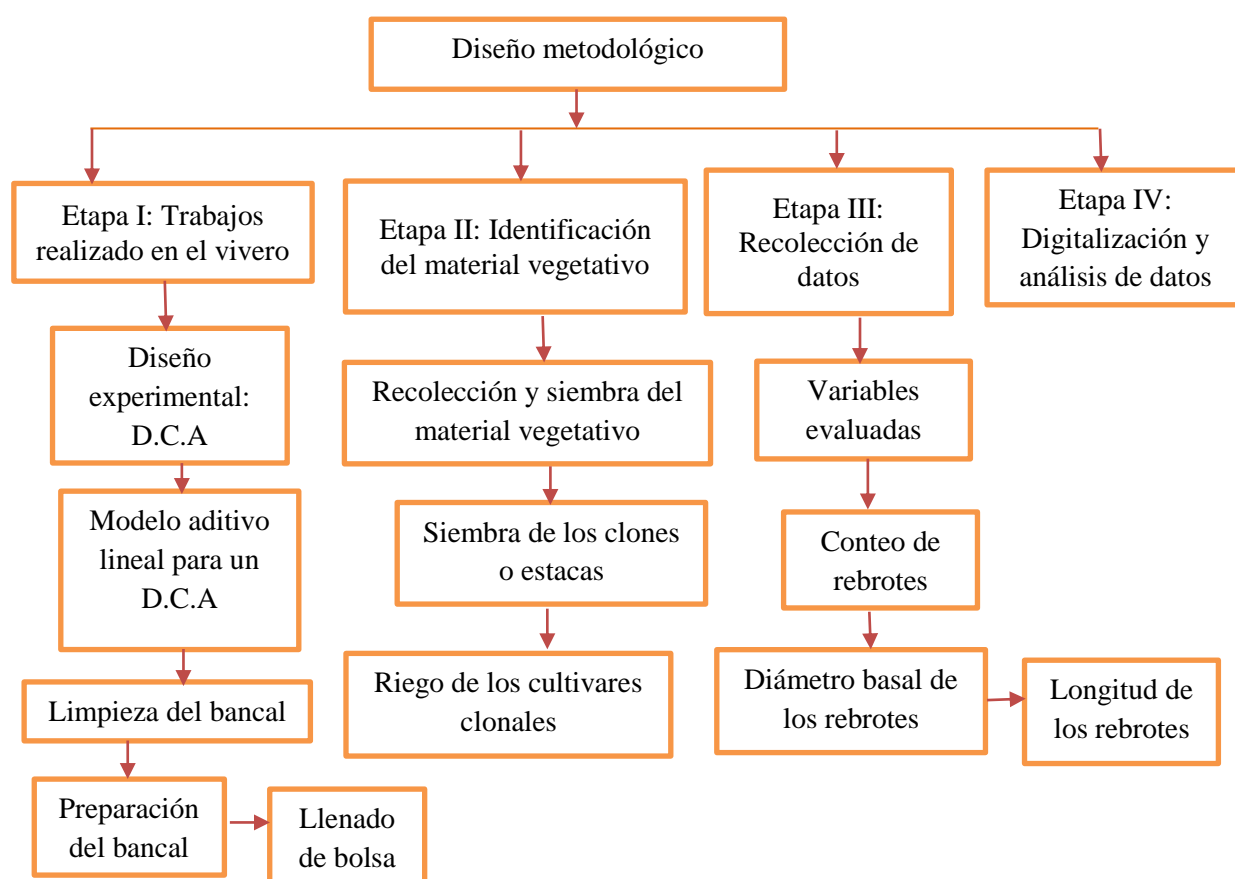 Diseño metodológico
Etapa I: Trabajos
realizado en el vivero
Diseño
experimental:
D.C.A
Modelo aditivo
lineal para un
D.C.A
Limpieza del bancal
Preparación
del bancal
Llenado
de bolsa
Etapa II: Identificación
del material vegetativo
Recolección y siembra del
material vegetativo
Siembra de los clones
o estacas
Riego de los cultivares
clonales
Etapa III:
Recolección de
datos
Variables
evaluadas
Conteo de
rebrotes
Diámetro basal de
los rebrotes
Longitud de
los rebrotes
Etapa IV:
Digitalización y
análisis de datos